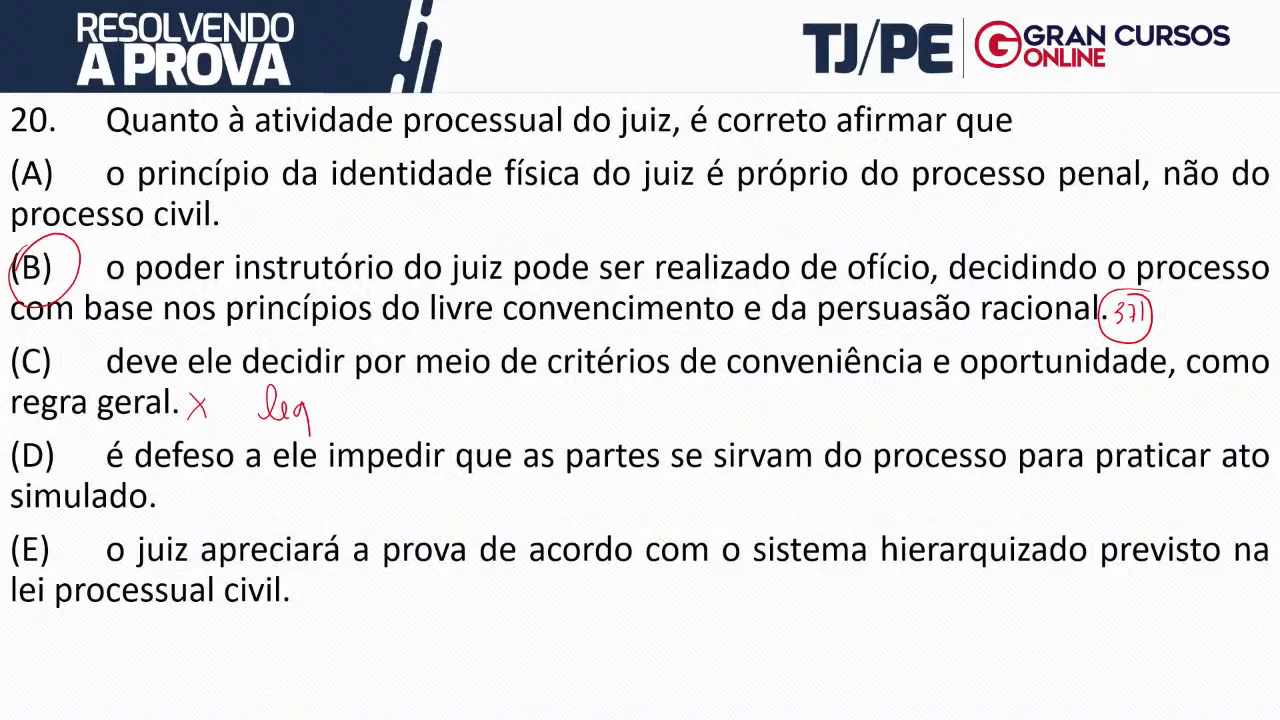 RESOLVENDO
A PROVA
TJ/PE
G GRAN CURSOS
ONLINE
20. Quanto à atividade processual do juiz, é correto afirmar que
(A) o princípio da identidade física do juiz é próprio do processo penal, não do
processo civil.
(B) o poder instrutório do juiz pode ser realizado de ofício, decidindo o processo
com base nos princípios do livre convencimento e da persuasão racional. 371
(C) deve ele decidir por meio de critérios de conveniência e oportunidade, como
regra geral. x leg
(D) é defeso a ele impedir que as partes se sirvam do processo para praticar ato
simulado.
(E) o juiz apreciará a prova de acordo com o sistema hierarquizado previsto na
lei processual civil.